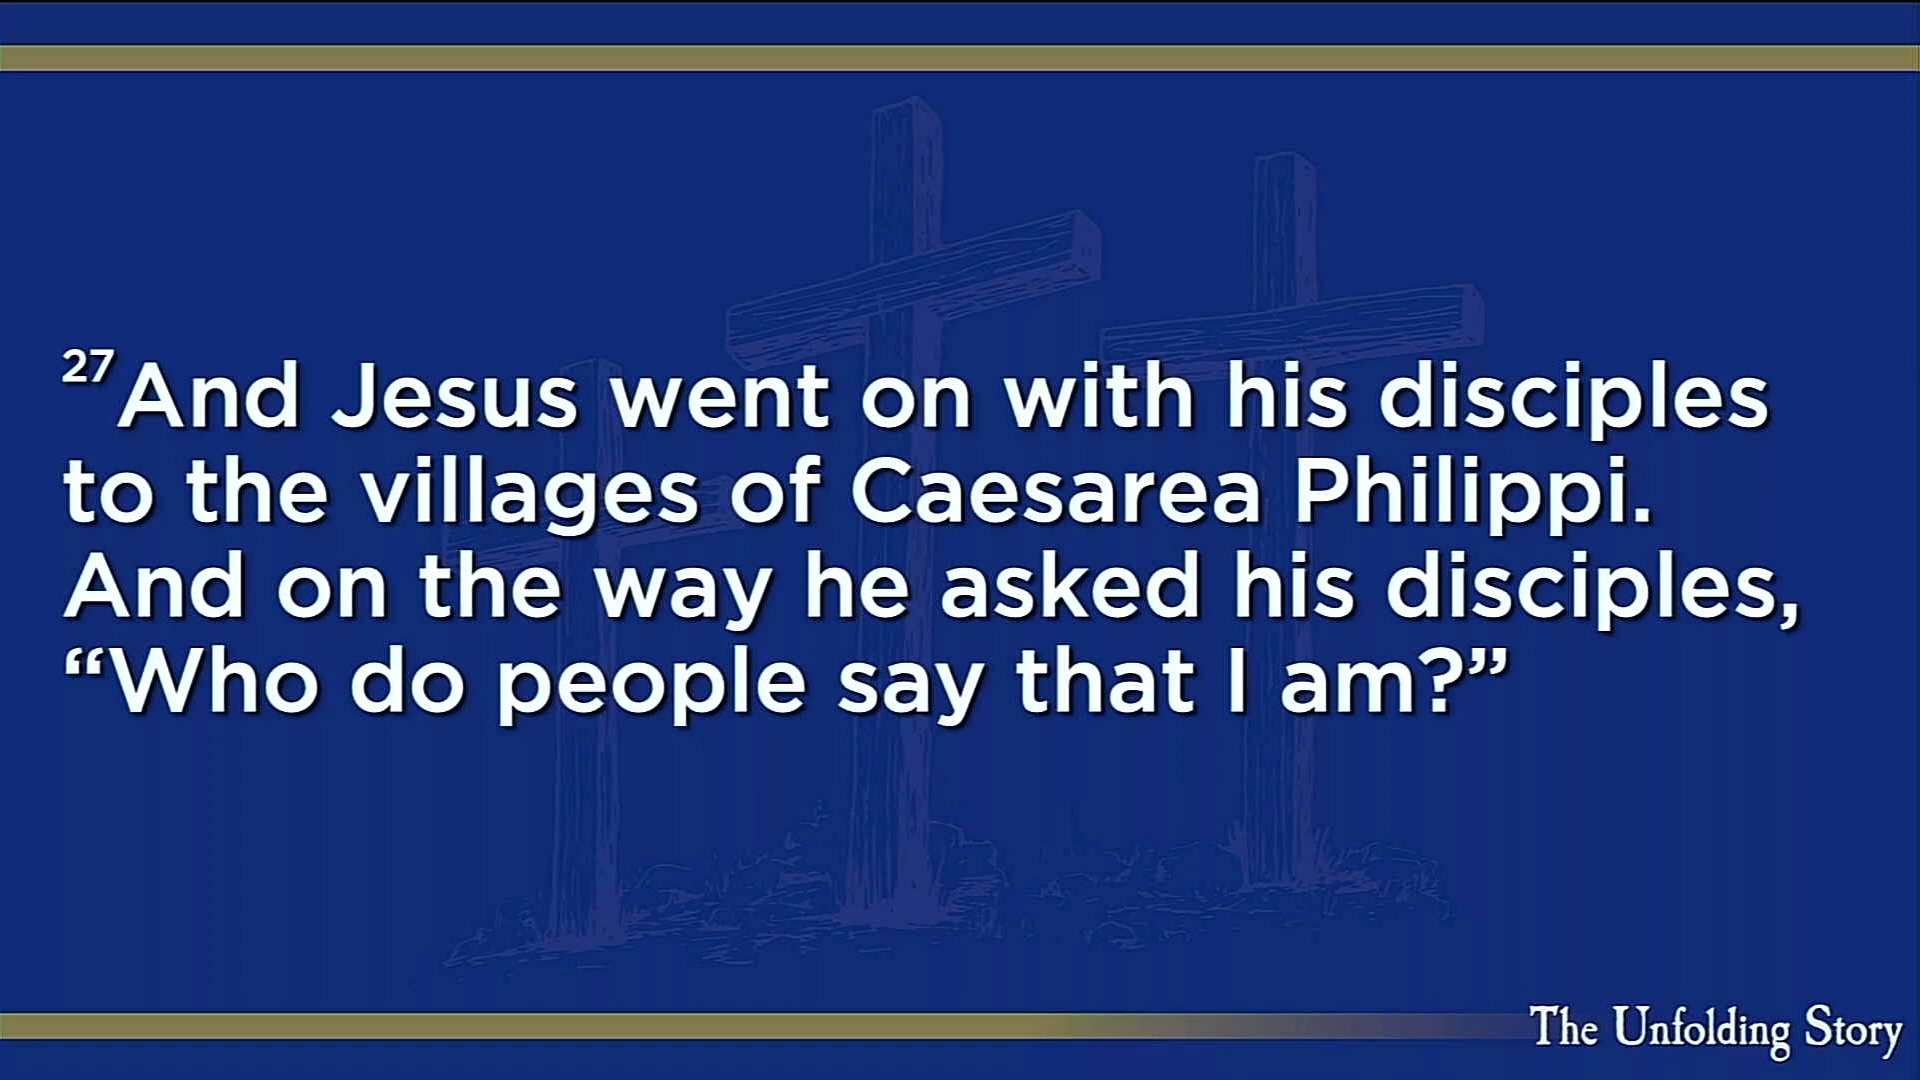 27And Jesus went on with his disciples
to the villages of Caesarea Philippi.
And on the way he asked his disciples,
“Who do people say that I am?”
The Unfolding Story